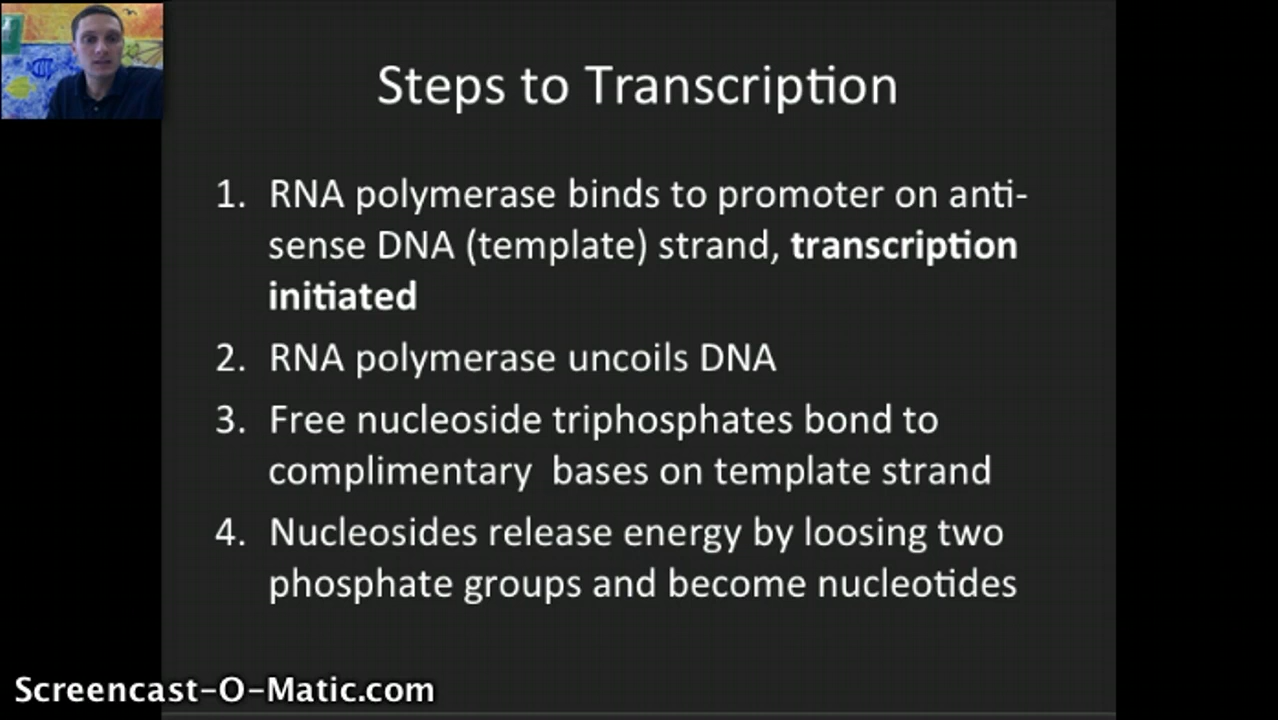 Steps to Transcription
1. RNA polymerase binds to promoter on anti-
sense DNA (template) strand, transcription
initiated
2. RNA polymerase uncoils DNA
3. Free nucleoside triphosphates bond to
complimentary bases on template strand
4. Nucleosides release energy by loosing two
phosphate groups and become nucleotides
Screencast-O-Matic.com